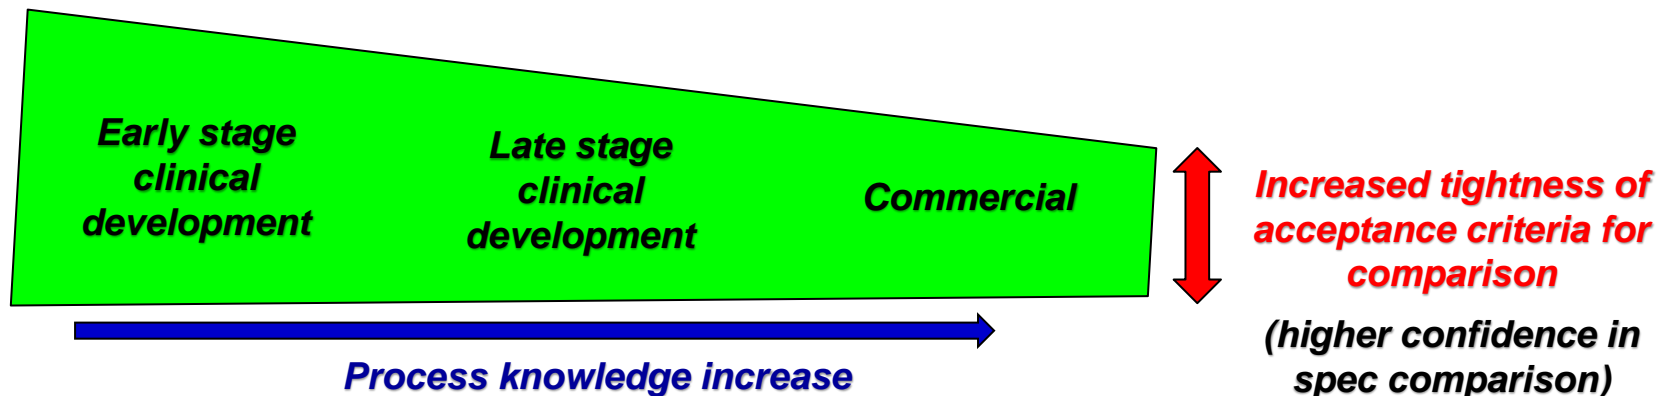 Early stage
clinical
development
Late stage
clinical
development
Commercial
Increased tightness of
acceptance criteria for
comparison
(higher confidence in
spec comparison)
Process knowledge increase